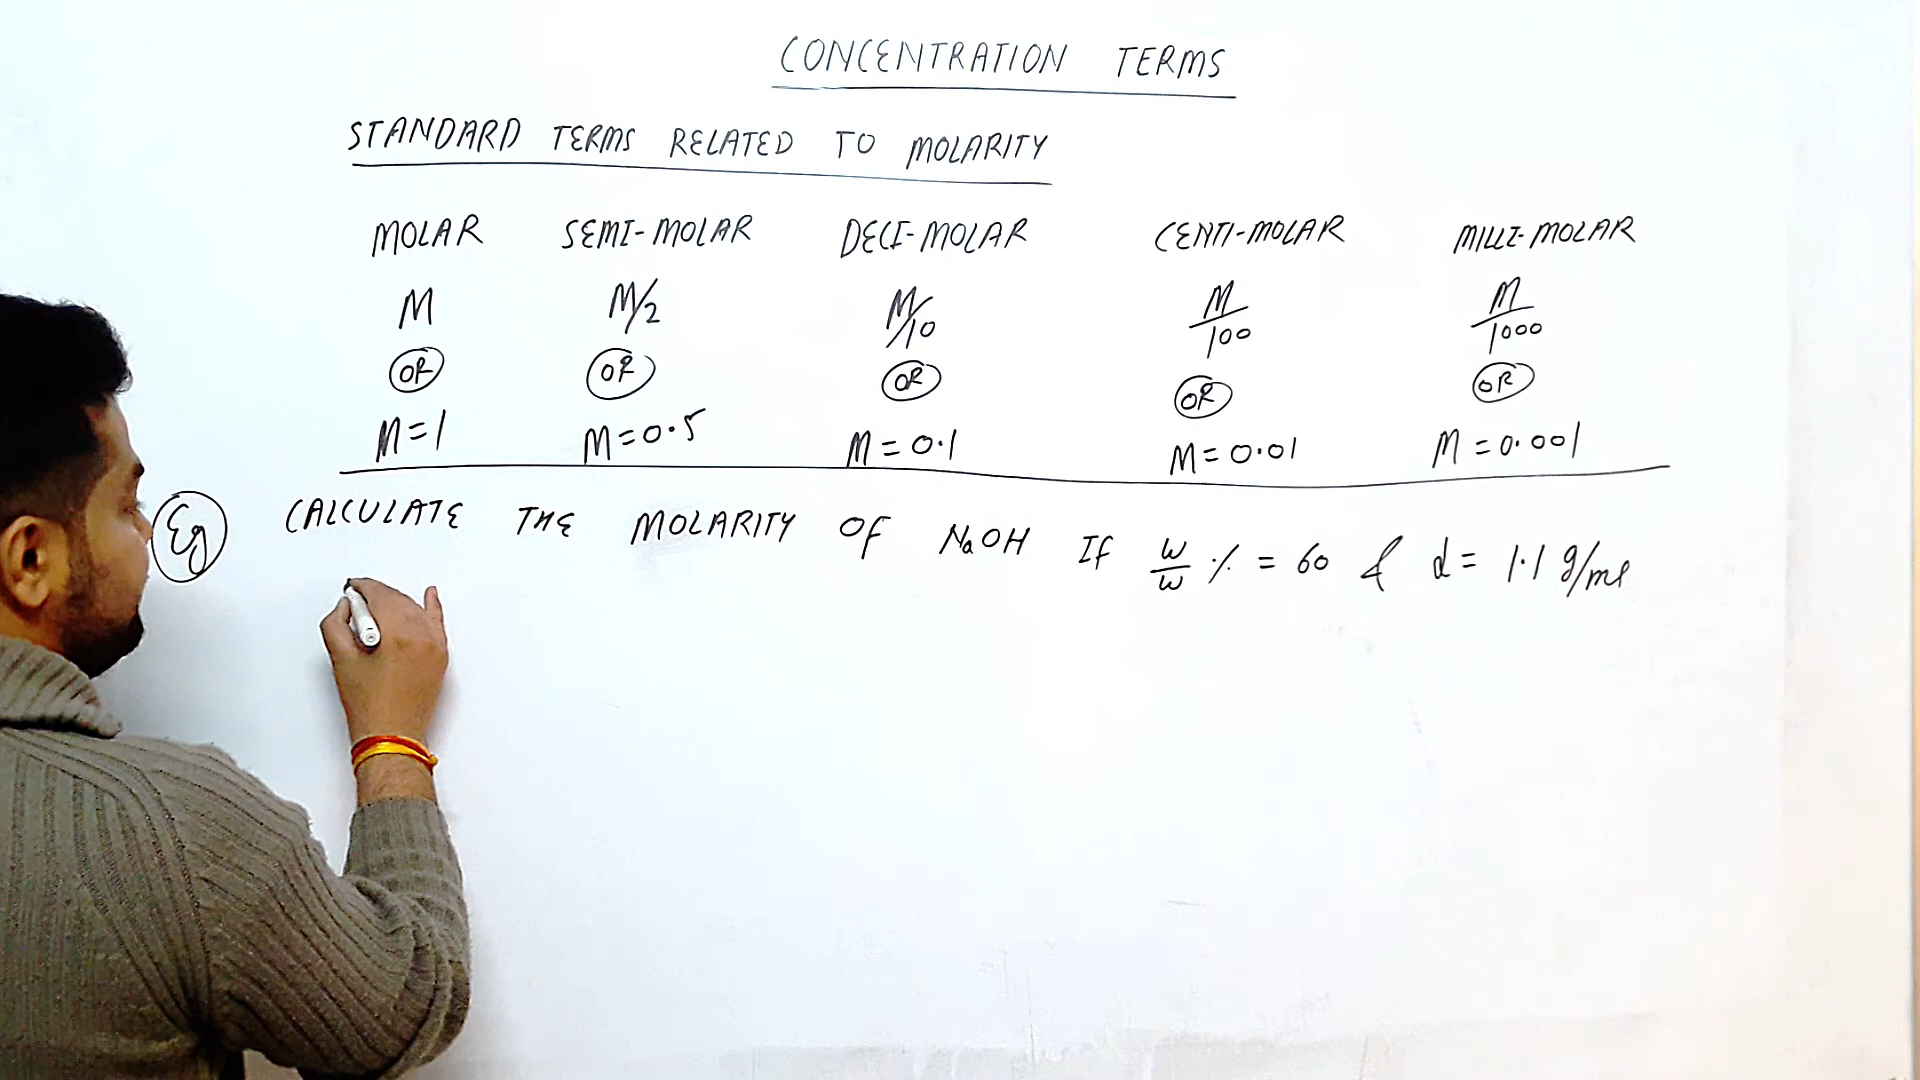 CONCENTRATION TERMS
STANDARD TERMS RELATED TO MOLARITY
MOLAR SEMI-MOLAR DECI-MOLAR CENTI-MOLAR MILLI-MOLAR
M M/2 M/10 M/100 M/1000
OR OR OR OR OR
M=1 M=0.5 M=0.1 M=0.01 M=0.001
Eg CALCULATE THE MOLARITY OF NaOH If w/w % = 60 & d = 1.1 g/ml